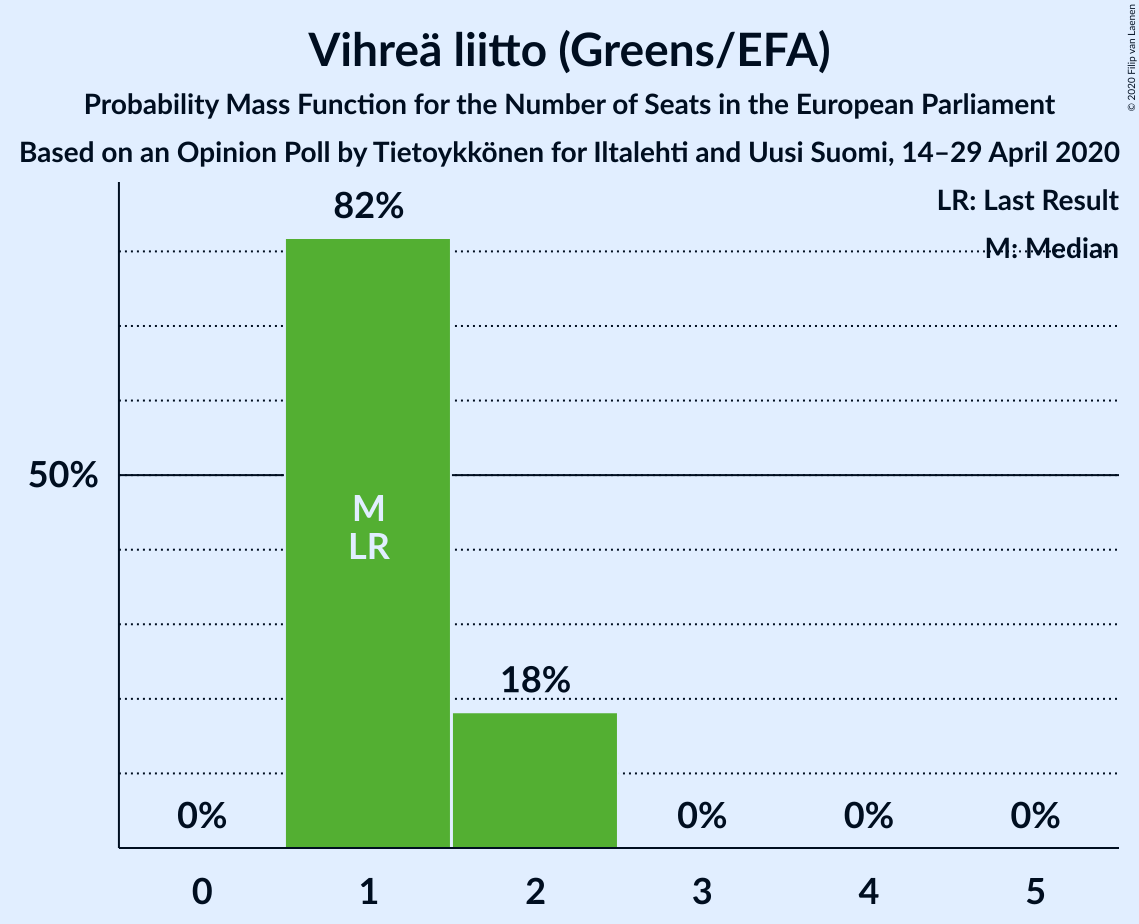 Vihreä liitto (Greens/EFA)
Probability Mass Function for the Number of Seats in the European Parliament
Based on an Opinion Poll by Tietoykkönen for Iltalehti and Uusi Suomi, 14–29 April 2020
© 2020 Filip van Laenen
LR: Last Result
M: Median
82%
50%
M
LR
18%
0%
0%
0%
0%
0
1
2
3
4
5